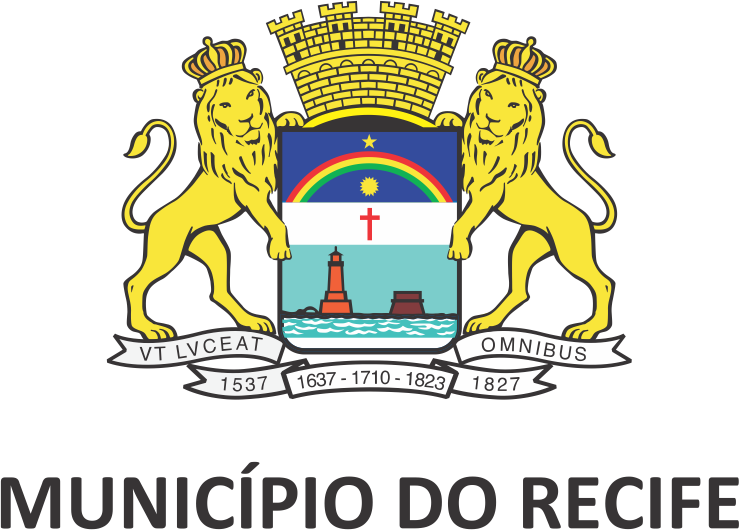 VT LVCEAT OMNIBUS
1537 1637 - 1710 - 1823 1827
MUNICÍPIO DO RECIFE